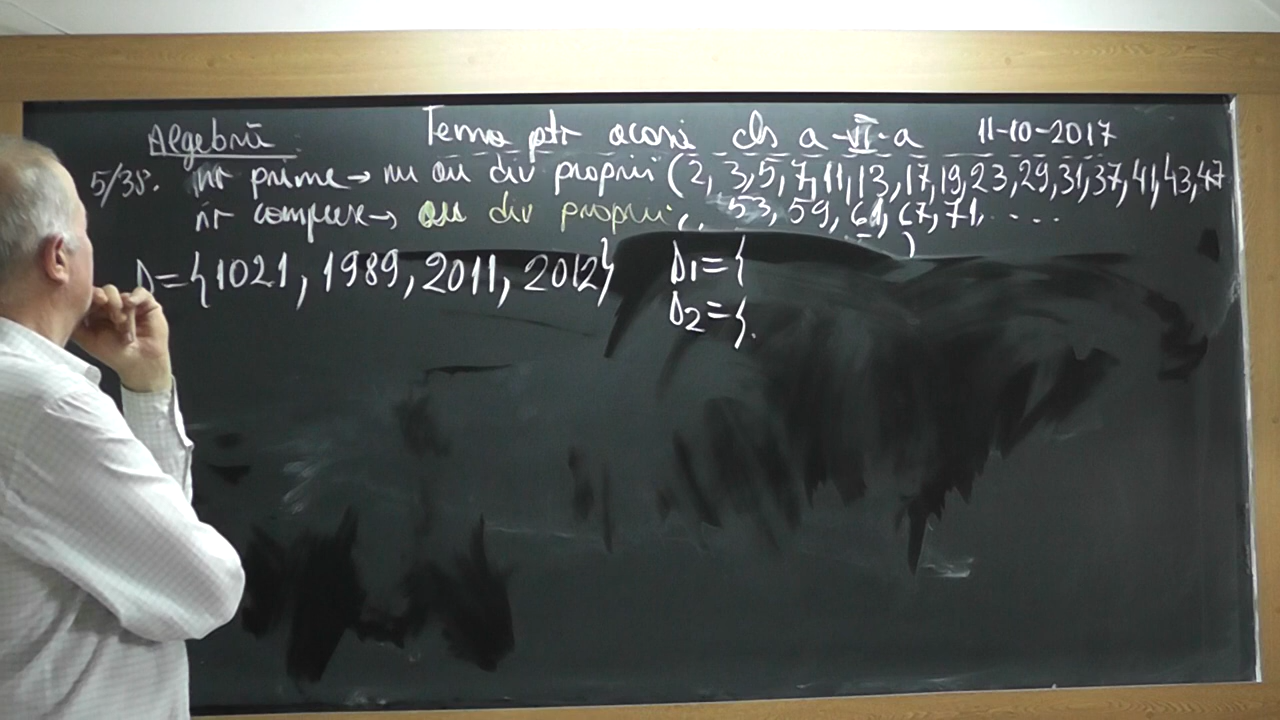 Algebră Tema ptr acasă cls a-VI-a 11-10-2017
5/38. nr prime→ nu au div proprii (2, 3, 5, 7, 11, 13, 17, 19, 23, 29, 31, 37, 41, 43, 47
nr compuse→ au div proprii , 53, 59, 61, 67, 71, .... )
D={1021, 1989, 2011, 2012} D1={
D2={.